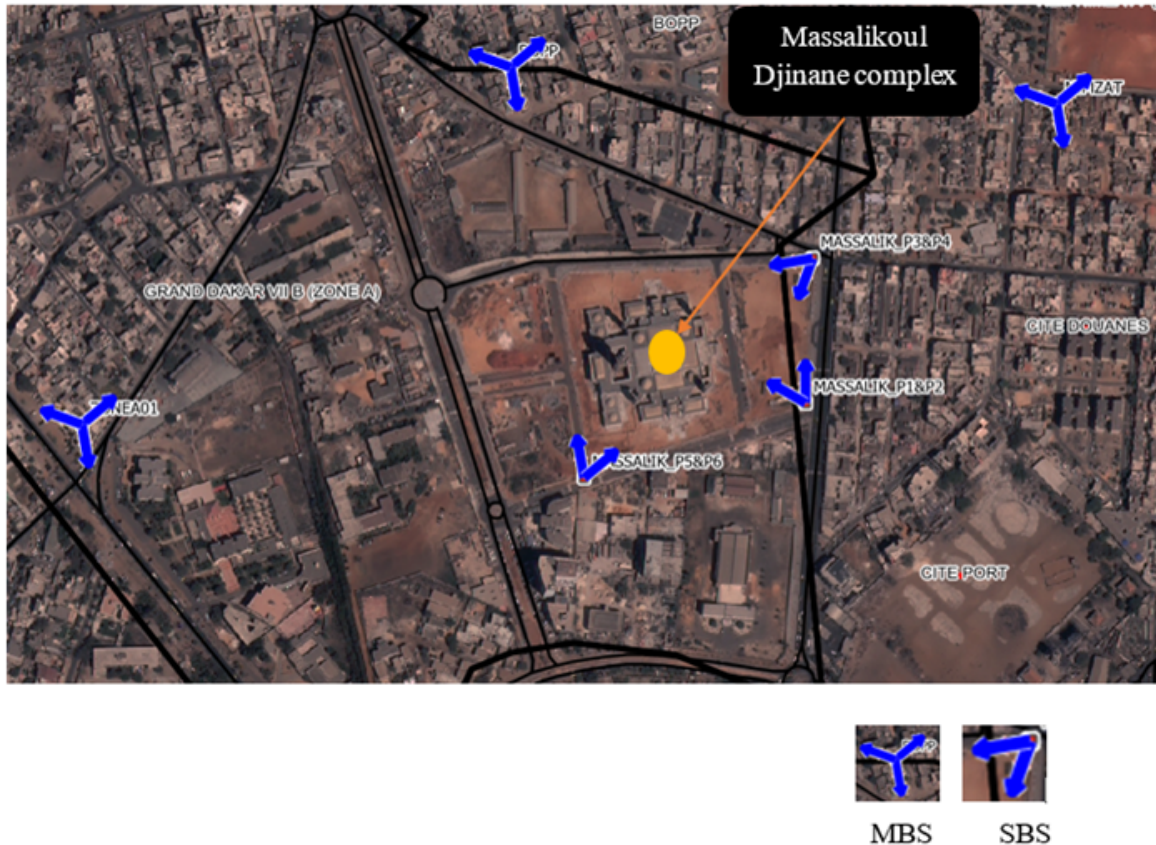 BOPP
Massalikoul
Djinane complex
MASSALIK_P3&P4
GRAND DAKAR VII B (ZONE A)
CITE DOUANES
MASSALIK_P1&P2
MASSALIK_P5&P6
CITE PORT
MBS
SBS